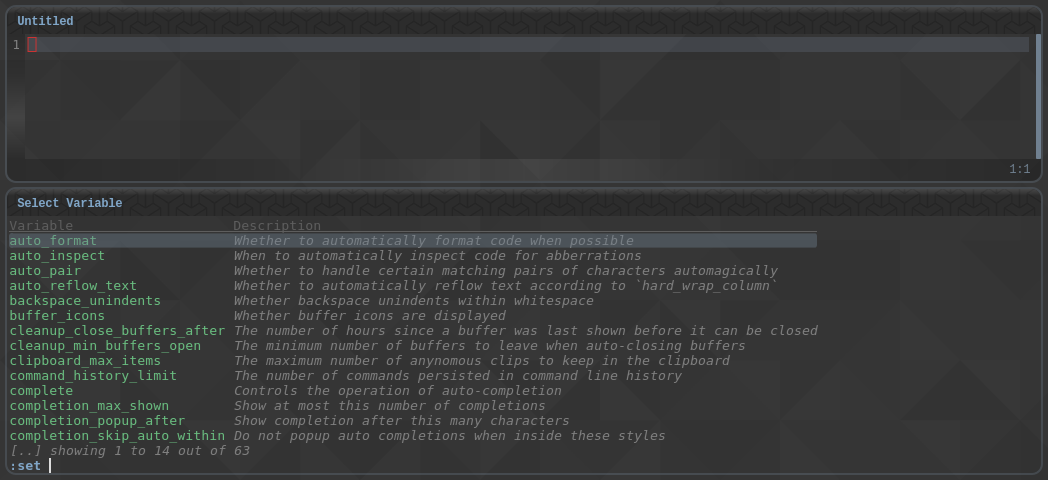 Untitled
1
1:1
Select Variable
Variable Description
auto_format Whether to automatically format code when possible
auto_inspect When to automatically inspect code for abberrations
auto_pair Whether to handle certain matching pairs of characters automagically
auto_reflow_text Whether to automatically reflow text according to `hard_wrap_column`
backspace_unindents Whether backspace unindents within whitespace
buffer_icons Whether buffer icons are displayed
cleanup_close_buffers_after The number of hours since a buffer was last shown before it can be closed
cleanup_min_buffers_open The minimum number of buffers to leave when auto-closing buffers
clipboard_max_items The maximum number of anynomous clips to keep in the clipboard
command_history_limit The number of commands persisted in command line history
complete Controls the operation of auto-completion
completion_max_shown Show at most this number of completions
completion_popup_after Show completion after this many characters
completion_skip_auto_within Do not popup auto completions when inside these styles
[..] showing 1 to 14 out of 63
:set